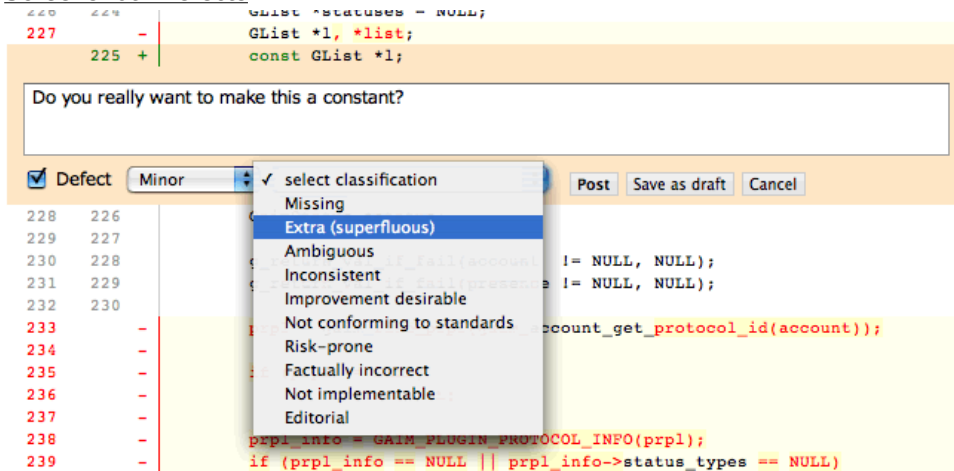 226 224 GList *statuses = NULL;
227 - GList *l, *list;
225 + const GList *l;
Do you really want to make this a constant?
Defect Minor ✓ select classification Post Save as draft Cancel
Missing
228 226
Extra (superfluous)
229 227
Ambiguous
230 228 != NULL, NULL);
Inconsistent
231 229 != NULL, NULL);
Improvement desirable
232 230
Not conforming to standards
233 - account_get_protocol_id(account));
Risk-prone
234 -
Factually incorrect
235 - if
Not implementable
236 -
Editorial
237 -
238 - prpl_info = GAIM_PLUGIN_PROTOCOL_INFO(prpl);
239 - if (prpl_info == NULL || prpl_info->status_types == NULL)